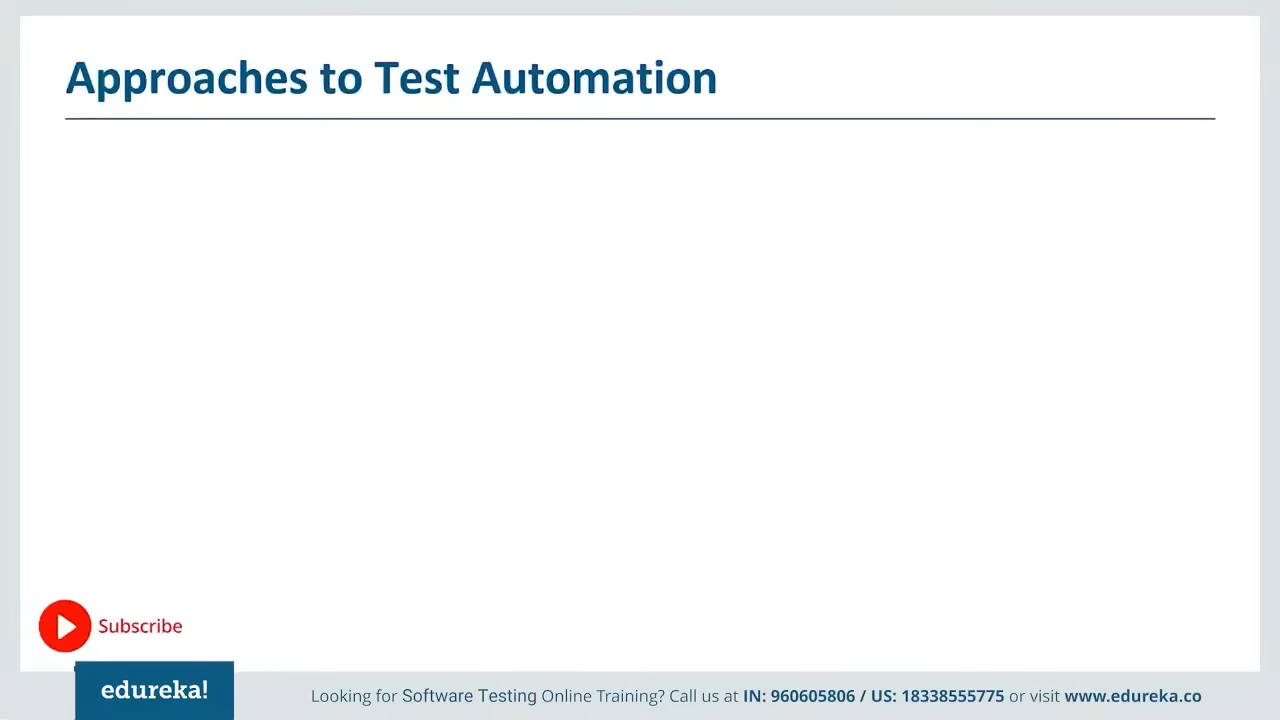 Approaches to Test Automation
Subscribe
edureka!
Looking for Software Testing Online Training? Call us at IN: 960605806 / US: 18338555775 or visit www.edureka.co